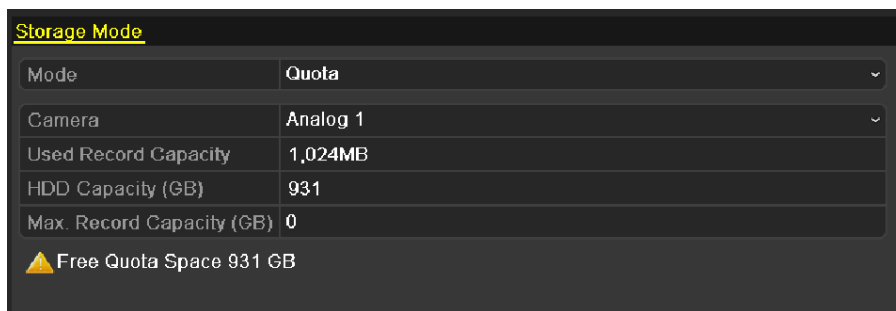 Storage Mode
Mode Quota
Camera Analog 1
Used Record Capacity 1,024MB
HDD Capacity (GB) 931
Max. Record Capacity (GB) 0
Free Quota Space 931 GB